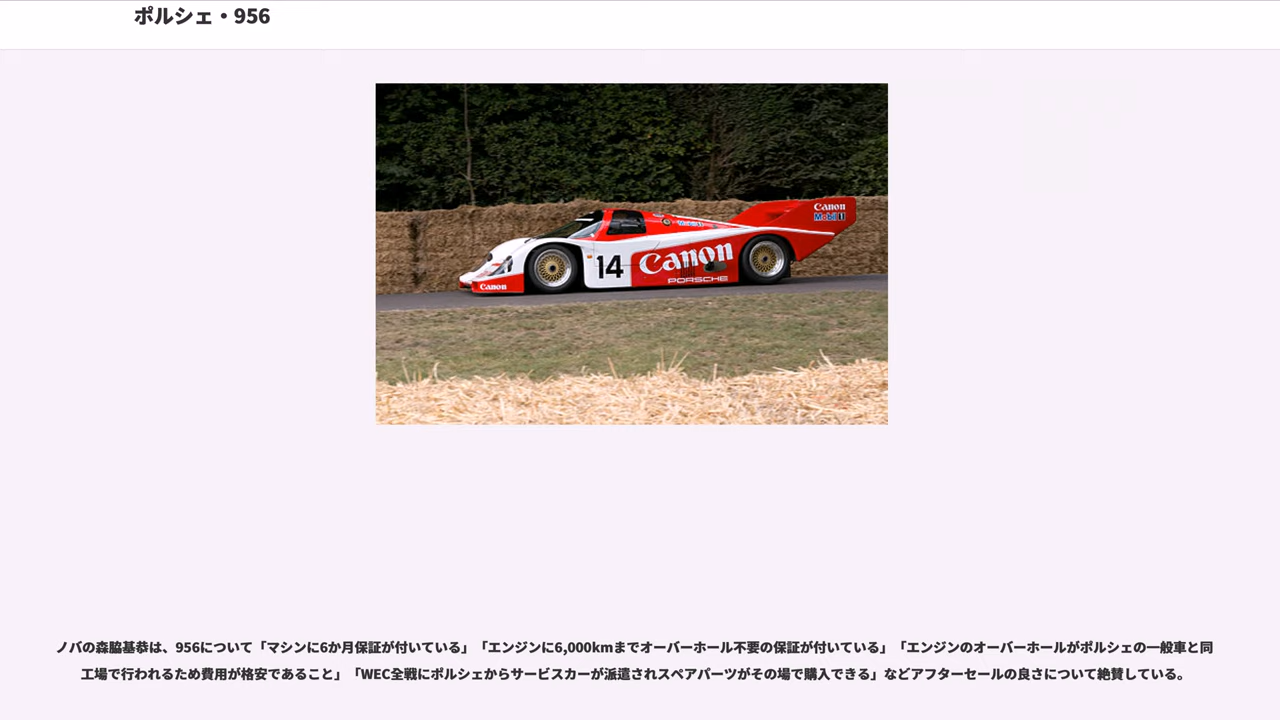 ポルシェ・956
Canon
Mobil 1
14
Canon
PORSCHE
Canon
ノバの森脇基恭は、956について「マシンに6か月保証が付いている」「エンジンに6,000kmまでオーバーホール不要の保証が付いている」「エンジンのオーバーホールがポルシェの一般車と同
工場で行われるため費用が格安であること」「WEC全戦にポルシェからサービスカーが派遣されスペアパーツがその場で購入できる」などアフターセールの良さについて絶賛している。